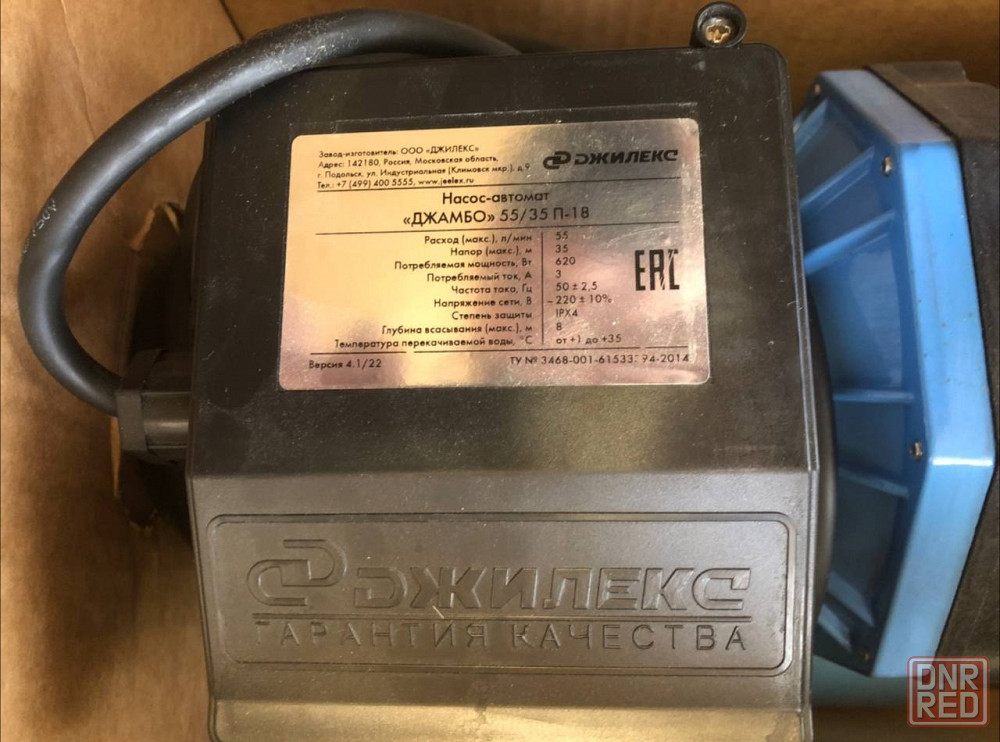 Завод-изготовитель: ООО «ДЖИЛЕКС»
Адрес: 142180, Россия, Московская область,
г. Подольск, ул. Индустриальная (Климовск мкр.), д.9
Тел.: +7 (499) 400 5555, www.jeelex.ru
ДЖИЛЕКС
Насос-автомат
«ДЖАМБО» 55/35 П-18
Расход (макс.), л/мин 55
Напор (макс.), м 35
Потребляемая мощность, Вт 620
Потребляемый ток, А 3
Частота тока, Гц 50 ± 2,5
Напряжение сети, В ~220 ± 10%
Степень защиты IPX4
Глубина всасывания (макс.), м 8
Температура перекачиваемой воды, °С от +1 до +35
EAC
Версия 4.1/22
ТУ № 3468-001-
ДЖИЛЕКС
ГАРАНТИЯ КАЧЕСТВА
DNR
RED